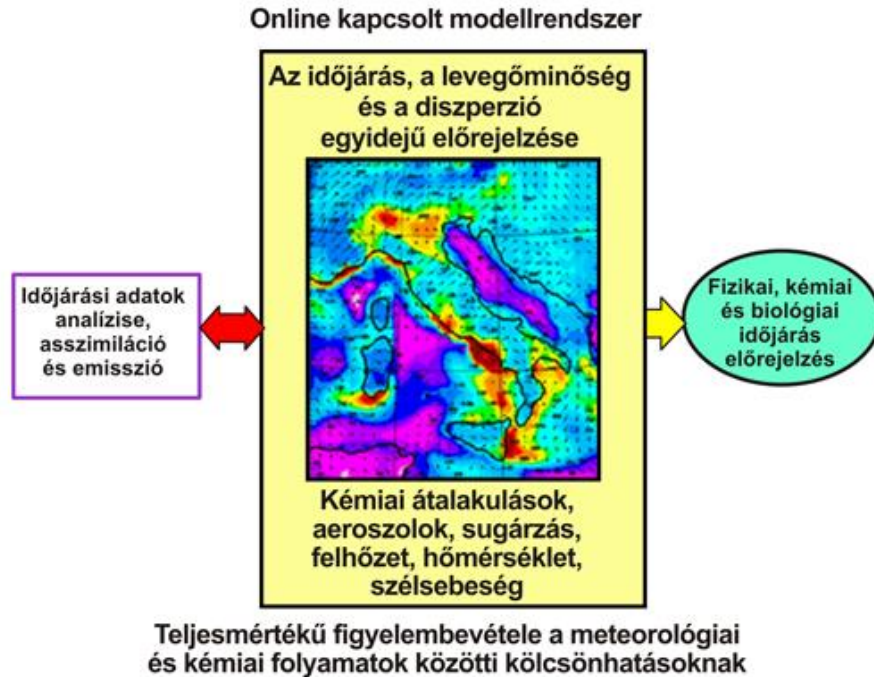 Online kapcsolt modellrendszer
Az időjárás, a levegőminőség
és a diszperzió
egyidejű előrejelzése
Időjárási adatok
analízise,
asszimiláció
és emisszió
Fizikai, kémiai
és biológiai
időjárás
előrejelzés
Kémiai átalakulások,
aeroszolok, sugárzás,
felhőzet, hőmérséklet,
szélsebeség
Teljesmértékű figyelembevétele a meteorológiai
és kémiai folyamatok közötti kölcsönhatásoknak